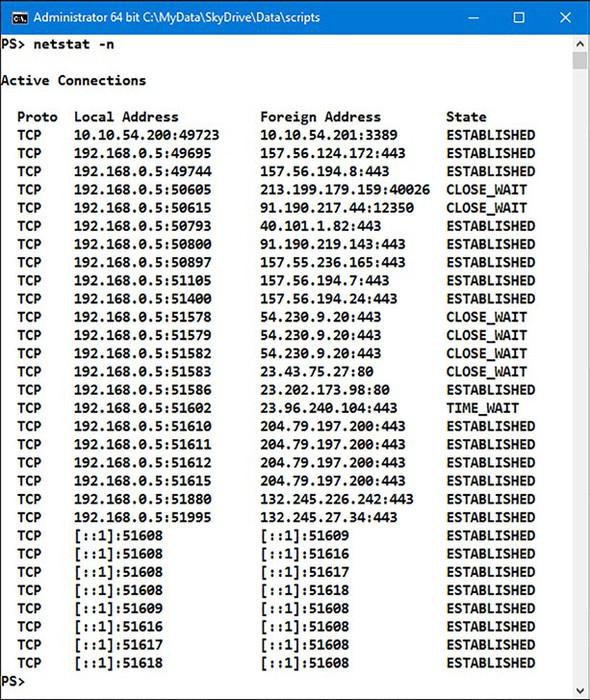 Administrator 64 bit C:\MyData\SkyDrive\Data\scripts
PS> netstat -n
Active Connections
Proto Local Address Foreign Address State
TCP 10.10.54.200:49723 10.10.54.201:3389 ESTABLISHED
TCP 192.168.0.5:49695 157.56.124.172:443 ESTABLISHED
TCP 192.168.0.5:49744 157.56.194.8:443 ESTABLISHED
TCP 192.168.0.5:50605 213.199.179.159:40026 CLOSE_WAIT
TCP 192.168.0.5:50615 91.190.217.44:12350 CLOSE_WAIT
TCP 192.168.0.5:50793 40.101.1.82:443 ESTABLISHED
TCP 192.168.0.5:50800 91.190.219.143:443 ESTABLISHED
TCP 192.168.0.5:50897 157.55.236.165:443 ESTABLISHED
TCP 192.168.0.5:51105 157.56.194.7:443 ESTABLISHED
TCP 192.168.0.5:51400 157.56.194.24:443 ESTABLISHED
TCP 192.168.0.5:51578 54.230.9.20:443 CLOSE_WAIT
TCP 192.168.0.5:51579 54.230.9.20:443 CLOSE_WAIT
TCP 192.168.0.5:51582 54.230.9.20:443 CLOSE_WAIT
TCP 192.168.0.5:51583 23.43.75.27:80 CLOSE_WAIT
TCP 192.168.0.5:51586 23.202.173.98:80 ESTABLISHED
TCP 192.168.0.5:51602 23.96.240.104:443 TIME_WAIT
TCP 192.168.0.5:51610 204.79.197.200:443 ESTABLISHED
TCP 192.168.0.5:51611 204.79.197.200:443 ESTABLISHED
TCP 192.168.0.5:51612 204.79.197.200:443 ESTABLISHED
TCP 192.168.0.5:51615 204.79.197.200:443 ESTABLISHED
TCP 192.168.0.5:51880 132.245.226.242:443 ESTABLISHED
TCP 192.168.0.5:51995 132.245.27.34:443 ESTABLISHED
TCP [::1]:51608 [::1]:51609 ESTABLISHED
TCP [::1]:51608 [::1]:51616 ESTABLISHED
TCP [::1]:51608 [::1]:51617 ESTABLISHED
TCP [::1]:51608 [::1]:51618 ESTABLISHED
TCP [::1]:51609 [::1]:51608 ESTABLISHED
TCP [::1]:51616 [::1]:51608 ESTABLISHED
TCP [::1]:51617 [::1]:51608 ESTABLISHED
TCP [::1]:51618 [::1]:51608 ESTABLISHED
PS>